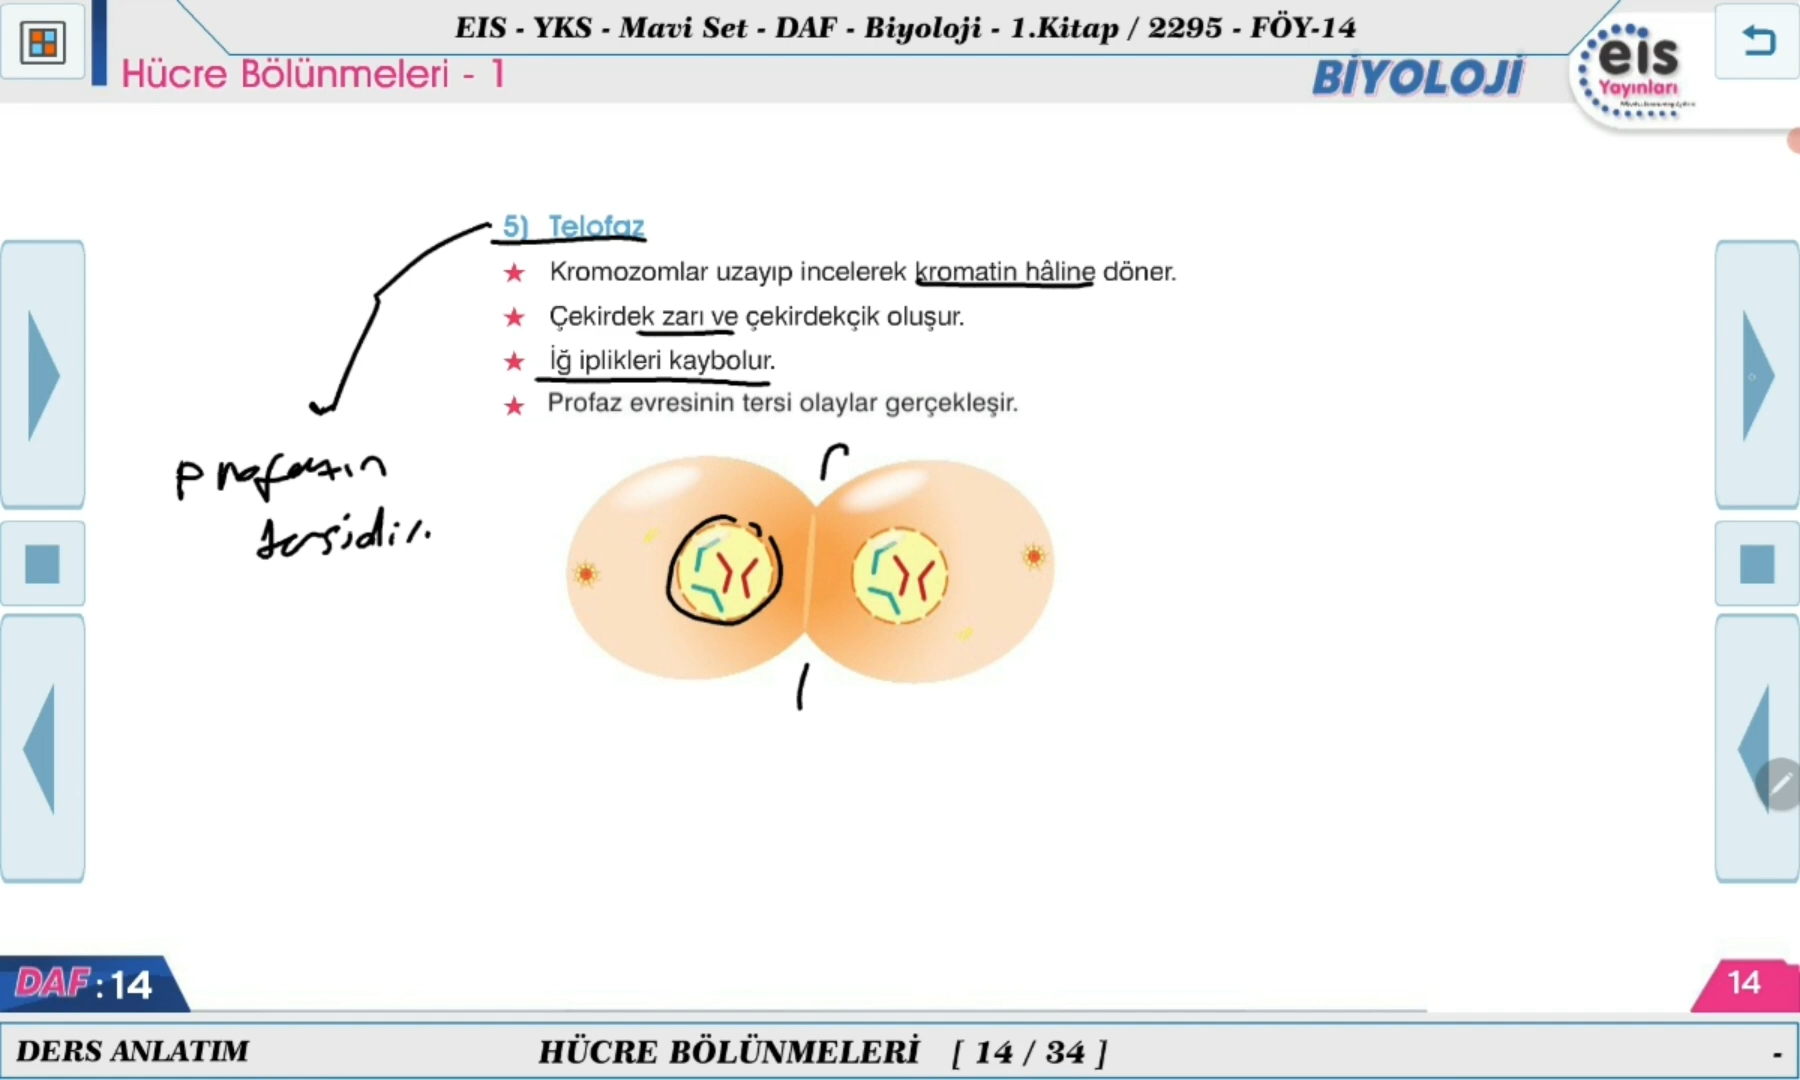 EIS - YKS - Mavi Set - DAF - Biyoloji - 1.Kitap / 2295 - FÖY-14
Hücre Bölünmeleri - 1
BİYOLOJİ
eis
Yayınları
5) Telofaz
★ Kromozomlar uzayıp incelerek kromatin hâline döner.
★ Çekirdek zarı ve çekirdekçik oluşur.
★ İğ iplikleri kaybolur.
★ Profaz evresinin tersi olaylar gerçekleşir.
profazın
tersidir.
DAF : 14
14
DERS ANLATIM
HÜCRE BÖLÜNMELERİ [ 14 / 34 ]
-